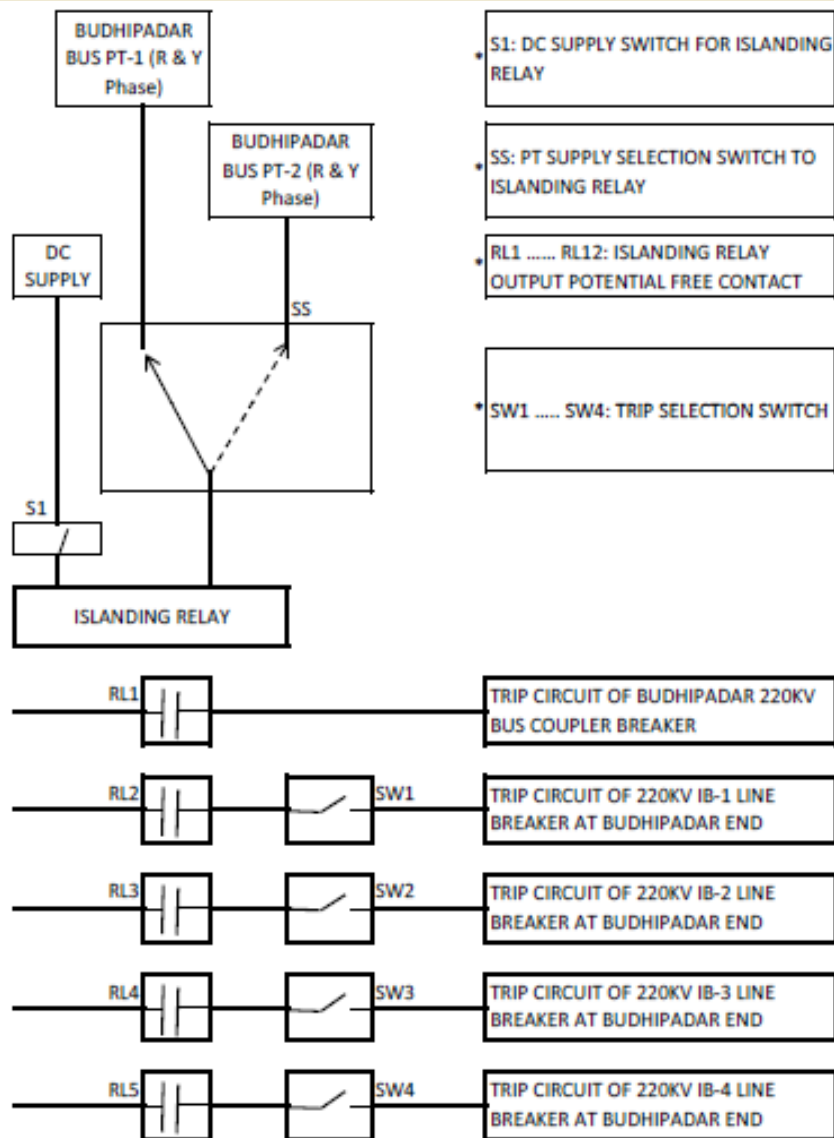 BUDHIPADAR
BUS PT-1 (R & Y
Phase)
* S1: DC SUPPLY SWITCH FOR ISLANDING
RELAY
BUDHIPADAR
BUS PT-2 (R & Y
Phase)
* SS: PT SUPPLY SELECTION SWITCH TO
ISLANDING RELAY
DC
SUPPLY
* RL1 ...... RL12: ISLANDING RELAY
OUTPUT POTENTIAL FREE CONTACT
SS
* SW1 ..... SW4: TRIP SELECTION SWITCH
S1
ISLANDING RELAY
RL1
TRIP CIRCUIT OF BUDHIPADAR 220KV
BUS COUPLER BREAKER
RL2
SW1
TRIP CIRCUIT OF 220KV IB-1 LINE
BREAKER AT BUDHIPADAR END
RL3
SW2
TRIP CIRCUIT OF 220KV IB-2 LINE
BREAKER AT BUDHIPADAR END
RL4
SW3
TRIP CIRCUIT OF 220KV IB-3 LINE
BREAKER AT BUDHIPADAR END
RL5
SW4
TRIP CIRCUIT OF 220KV IB-4 LINE
BREAKER AT BUDHIPADAR END